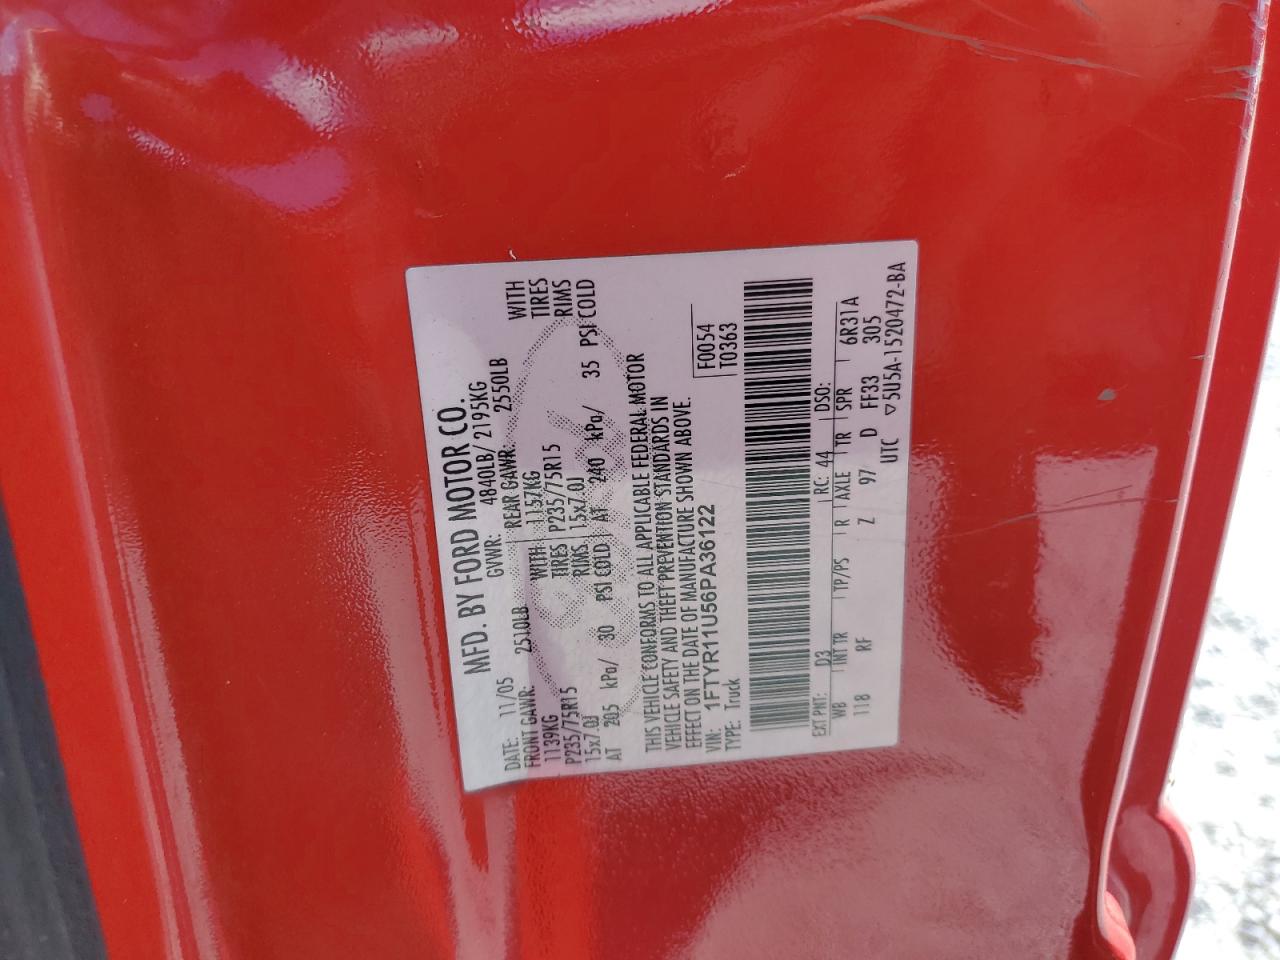 MFD. BY FORD MOTOR CO.
DATE: 11/05 GVWR: 4840LB/ 2195KG
FRONT GAWR: 2510LB REAR GAWR: 2550LB
1139KG WITH 1157KG WITH
P235/75R15 TIRES P235/75R15 TIRES
15x7.0J RIMS 15x7.0J RIMS
AT 205 kPa/ 30 PSI COLD AT 240 kPa/ 35 PSI COLD
THIS VEHICLE CONFORMS TO ALL APPLICABLE FEDERAL MOTOR
VEHICLE SAFETY AND THEFT PREVENTION STANDARDS IN
EFFECT ON THE DATE OF MANUFACTURE SHOWN ABOVE.
VIN: 1FTYR11U56PA36122 F0054
TYPE: Truck T0363
EXT PNT: D3 RC: 44 DSO:
WB INT TR TP/PS R AXLE TR SPR 6R31A
118 RF Z 97 D FF33 305
UTC ▽5U5A-1520472-BA